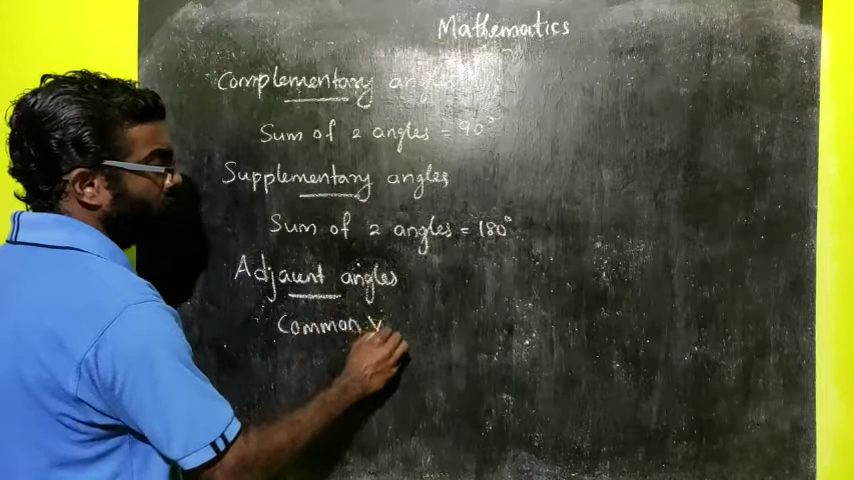 Mathematics
Complementary angles
Sum of 2 angles = 90°
Supplementary angles
Sum of 2 angles = 180°
Adjacent angles
Common V